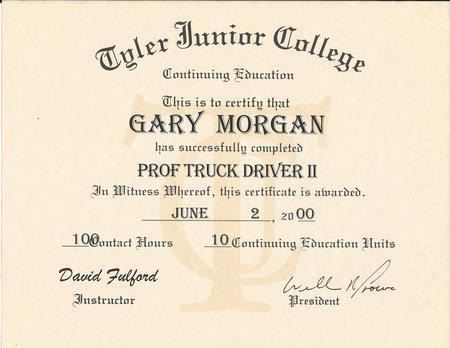 Tyler Junior College
Continuing Education
This is to certify that
GARY MORGAN
has successfully completed
PROF TRUCK DRIVER II
In Witness Whereof, this certificate is awarded.
JUNE 2, 2000
100 Contact Hours 10 Continuing Education Units
David Fulford
Instructor President